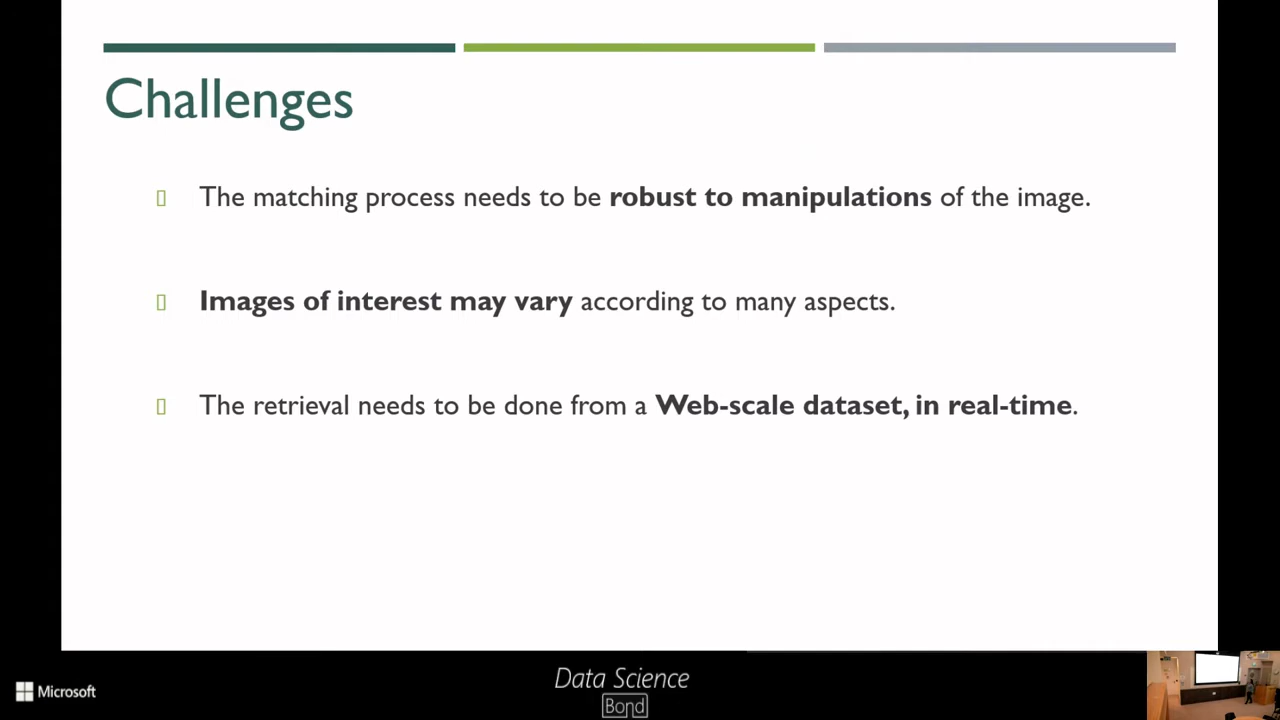 Challenges
The matching process needs to be robust to manipulations of the image.
Images of interest may vary according to many aspects.
The retrieval needs to be done from a Web-scale dataset, in real-time.
Microsoft
Data Science
Bond